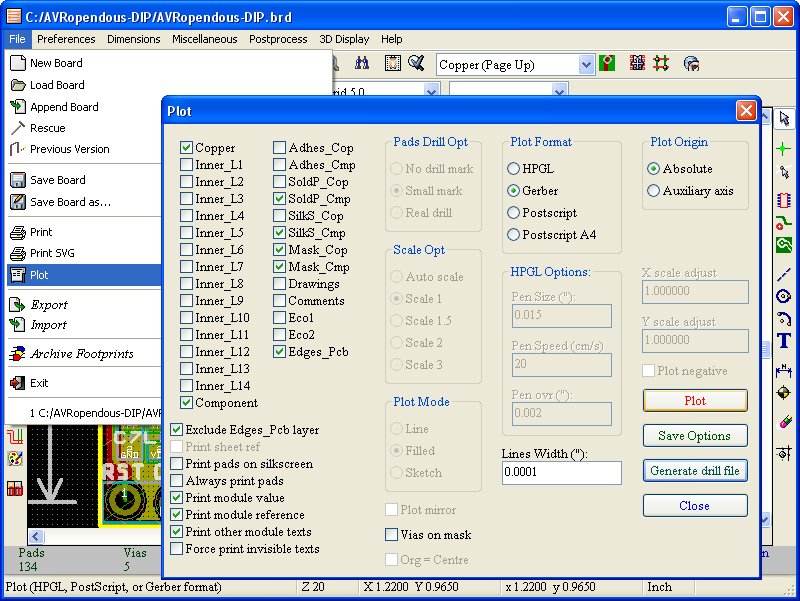 C:/AVRopendous-DIP/AVRopendous-DIP.brd
File Preferences Dimensions Miscellaneous Postprocess 3D Display Help
New Board
Load Board
Append Board
Rescue
Previous Version
Save Board
Save Board as...
Print
Print SVG
Plot
Export
Import
Archive Footprints
Exit
1 C:/AVRopendous-DIP/AVR
Copper (Page Up)
rid 5.0
Plot
Copper
Inner_L1
Inner_L2
Inner_L3
Inner_L4
Inner_L5
Inner_L6
Inner_L7
Inner_L8
Inner_L9
Inner_L10
Inner_L11
Inner_L12
Inner_L13
Inner_L14
Component
Adhes_Cop
Adhes_Cmp
SoldP_Cop
SoldP_Cmp
SilkS_Cop
SilkS_Cmp
Mask_Cop
Mask_Cmp
Drawings
Comments
Eco1
Eco2
Edges_Pcb
Exclude Edges_Pcb layer
Print sheet ref
Print pads on silkscreen
Always print pads
Print module value
Print module reference
Print other module texts
Force print invisible texts
Pads Drill Opt
No drill mark
Small mark
Real drill
Scale Opt
Auto scale
Scale 1
Scale 1.5
Scale 2
Scale 3
Plot Mode
Line
Filled
Sketch
Plot mirror
Vias on mask
Org = Centre
Plot Format
HPGL
Gerber
Postscript
Postscript A4
HPGL Options:
Pen Size ("):
0.015
Pen Speed (cm/s)
20
Pen ovr ("):
0.002
Lines Width ("):
0.0001
Plot Origin
Absolute
Auxiliary axis
X scale adjust
1.000000
Y scale adjust
1.000000
Plot negative
Plot
Save Options
Generate drill file
Close
C7L
GND
RST
Pads
134
Vias
5
Plot (HPGL, PostScript, or Gerber format) Z 20 X 1.2200 Y 0.9650 x 1.2200 y 0.9650 Inch